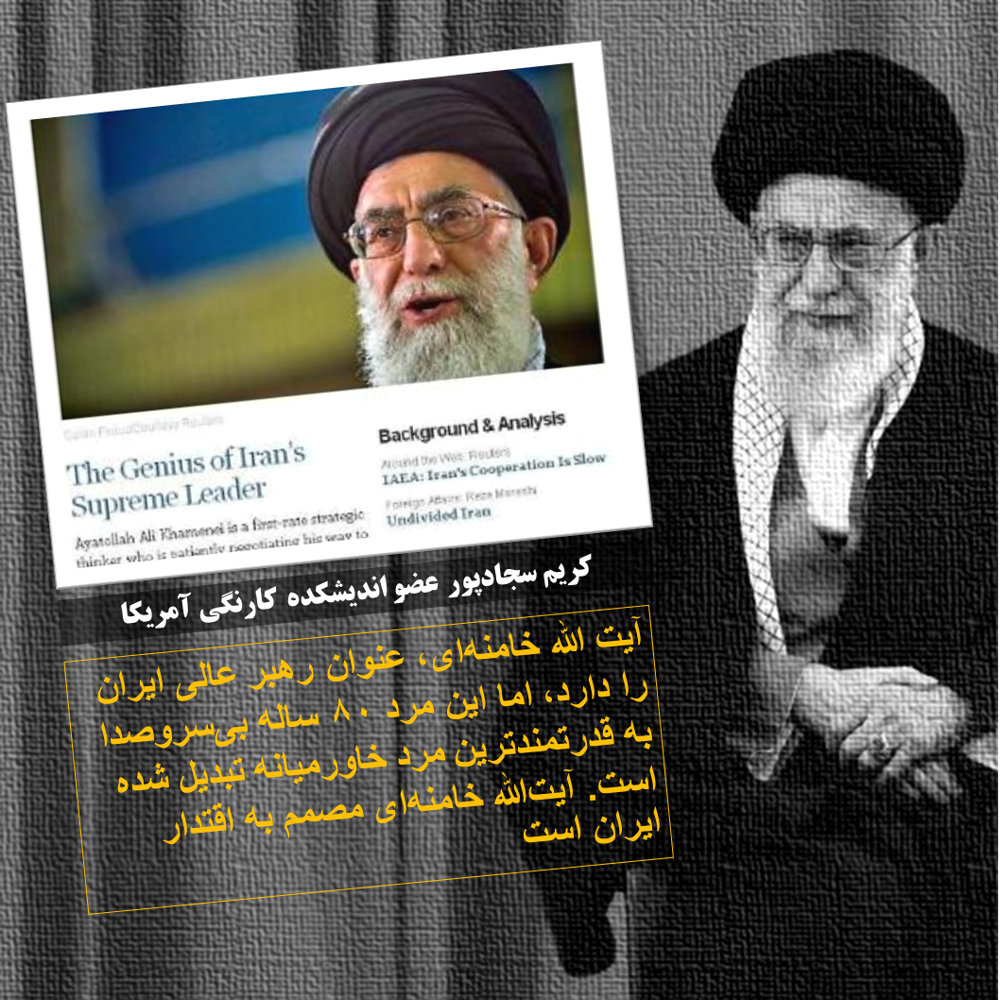 The Genius of Iran's
Supreme Leader
Ayatollah Ali Khamenei is a first-rate strategic
thinker who is patiently negotiating his way to
Background & Analysis
Around the Web: Reuters
IAEA: Iran's Cooperation Is Slow
Foreign Affairs: Reza Marashi
Undivided Iran
کریم سجادپور عضو اندیشکده کارنگی آمریکا
آیت الله خامنه‌ای، عنوان رهبر عالی ایران
را دارد، اما این مرد ۸۰ ساله بی‌سروصدا
به قدرتمندترین مرد خاورمیانه تبدیل شده
است. آیت‌الله خامنه‌ای مصمم به اقتدار
ایران است